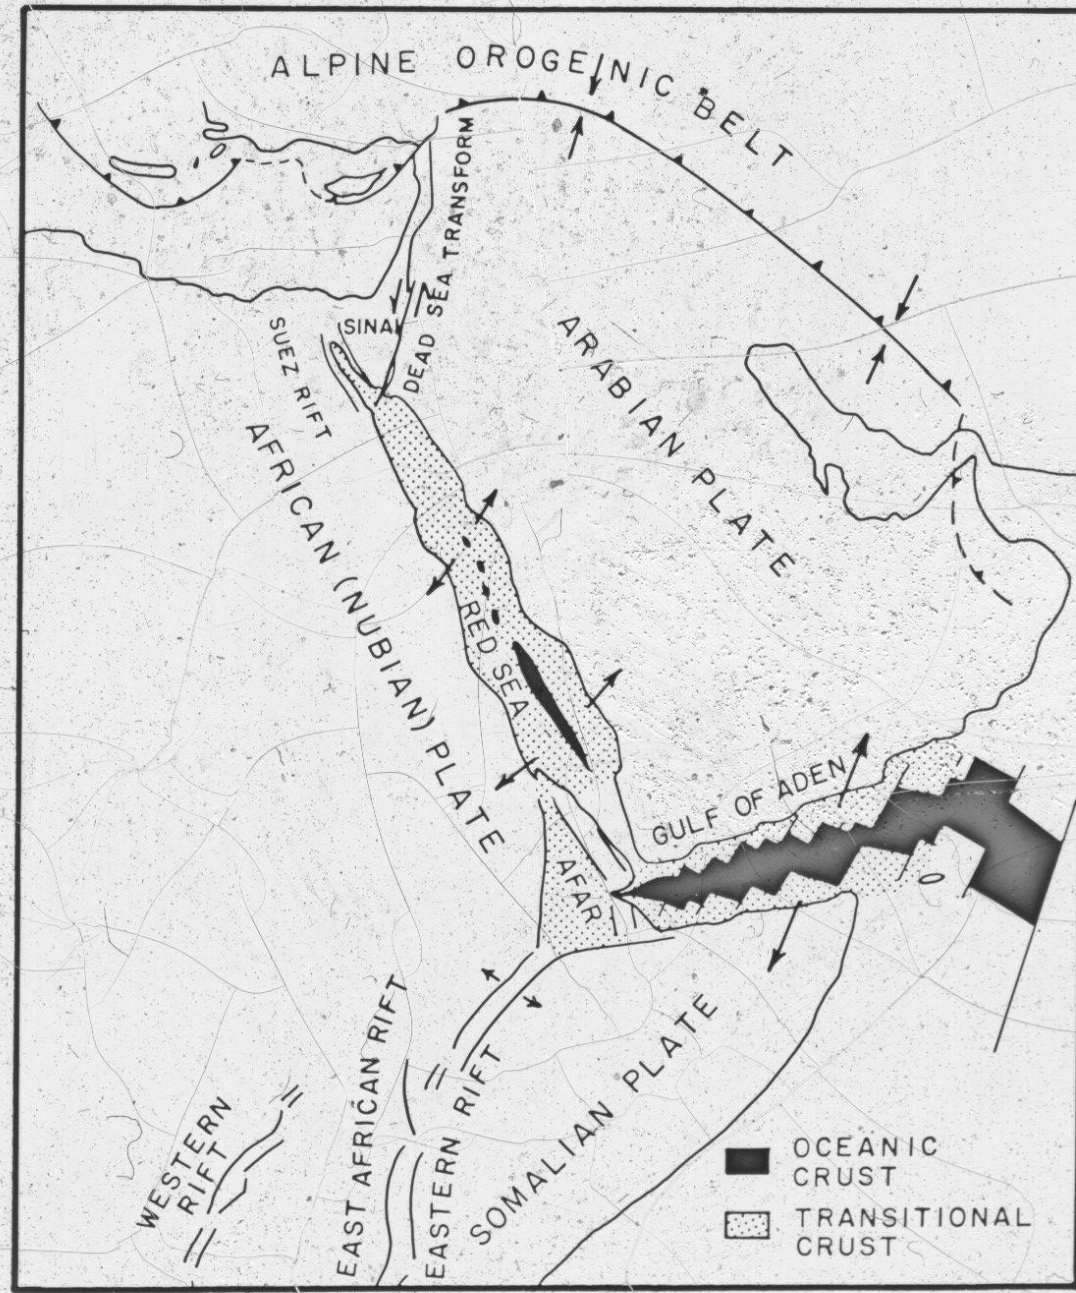 ALPINE OROGENIC BELT
DEAD SEA TRANSFORM
SINAI
SUEZ RIFT
ARABIAN PLATE
AFRICAN (NUBIAN) PLATE
RED SEA
GULF OF ADEN
AFAR
EAST AFRICAN RIFT
EASTERN RIFT
WESTERN
RIFT
SOMALIAN PLATE
OCEANIC
CRUST
TRANSITIONAL
CRUST